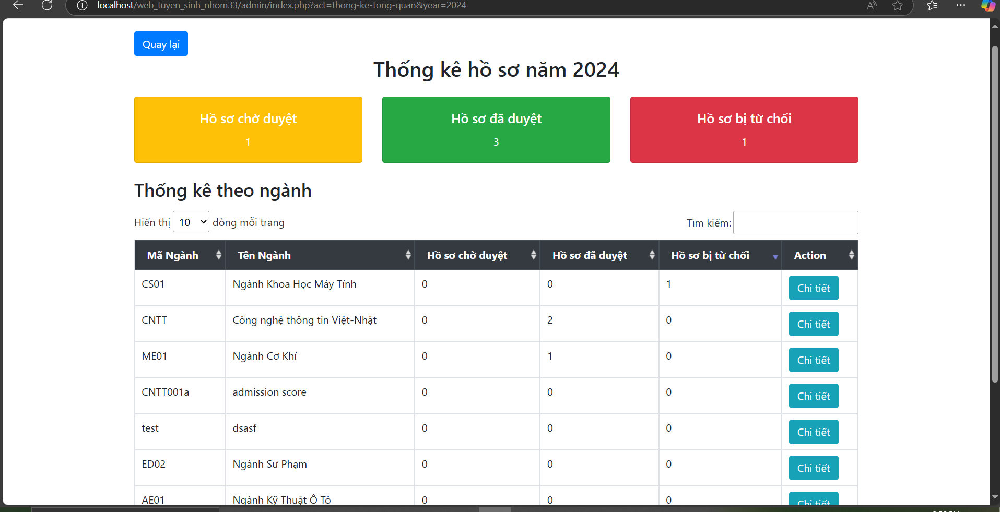 localhost/web_tuyen_sinh_nhom33/admin/index.php?act=thong-ke-tong-quan&year=2024
Quay lại
Thống kê hồ sơ năm 2024
Hồ sơ chờ duyệt
1
Hồ sơ đã duyệt
3
Hồ sơ bị từ chối
1
Thống kê theo ngành
Hiển thị 10 dòng mỗi trang
Tìm kiếm:
Mã Ngành Tên Ngành Hồ sơ chờ duyệt Hồ sơ đã duyệt Hồ sơ bị từ chối Action
CS01 Ngành Khoa Học Máy Tính 0 0 1 Chi tiết
CNTT Công nghệ thông tin Việt-Nhật 0 2 0 Chi tiết
ME01 Ngành Cơ Khí 0 1 0 Chi tiết
CNTT001a admission score 0 0 0 Chi tiết
test dsasf 0 0 0 Chi tiết
ED02 Ngành Sư Phạm 0 0 0 Chi tiết
AE01 Ngành Kỹ Thuật Ô Tô 0 0 0 Chi tiết